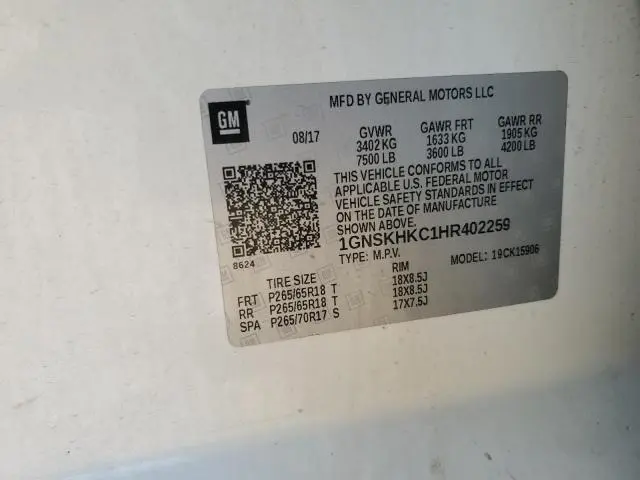 MFD BY GENERAL MOTORS LLC
GM
08/17 GVWR GAWR FRT GAWR RR
3402 KG 1633 KG 1905 KG
7500 LB 3600 LB 4200 LB
THIS VEHICLE CONFORMS TO ALL
APPLICABLE U.S. FEDERAL MOTOR
VEHICLE SAFETY STANDARDS IN EFFECT
ON THE DATE OF MANUFACTURE
SHOWN ABOVE.
1GNSKHKC1HR402259
8624
TYPE: M.P.V. MODEL: 19CK15906
TIRE SIZE RIM
FRT P265/65R18 T 18X8.5J
RR P265/65R18 T 18X8.5J
SPA P265/70R17 S 17X7.5J